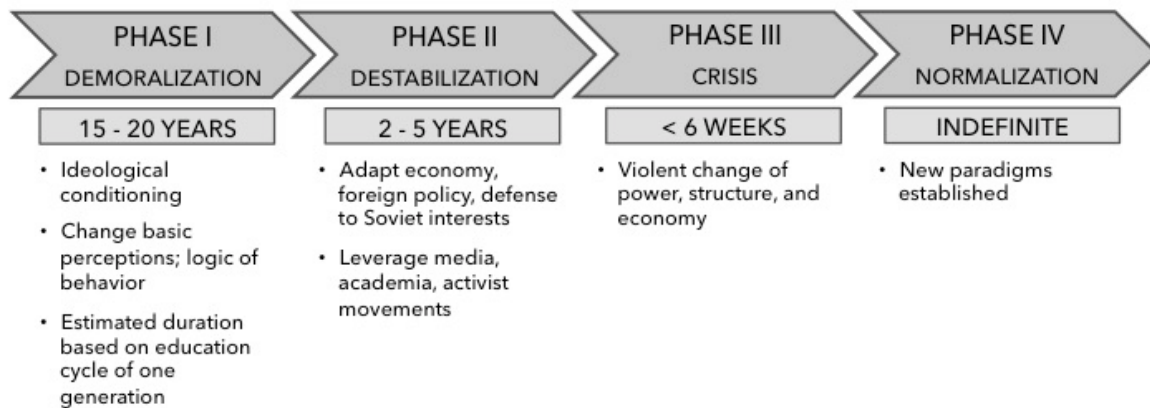 PHASE I
DEMORALIZATION
15 - 20 YEARS
• Ideological
conditioning
• Change basic
perceptions; logic of
behavior
• Estimated duration
based on education
cycle of one
generation
PHASE II
DESTABILIZATION
2 - 5 YEARS
• Adapt economy,
foreign policy, defense
to Soviet interests
• Leverage media,
academia, activist
movements
PHASE III
CRISIS
< 6 WEEKS
• Violent change of
power, structure, and
economy
PHASE IV
NORMALIZATION
INDEFINITE
• New paradigms
established